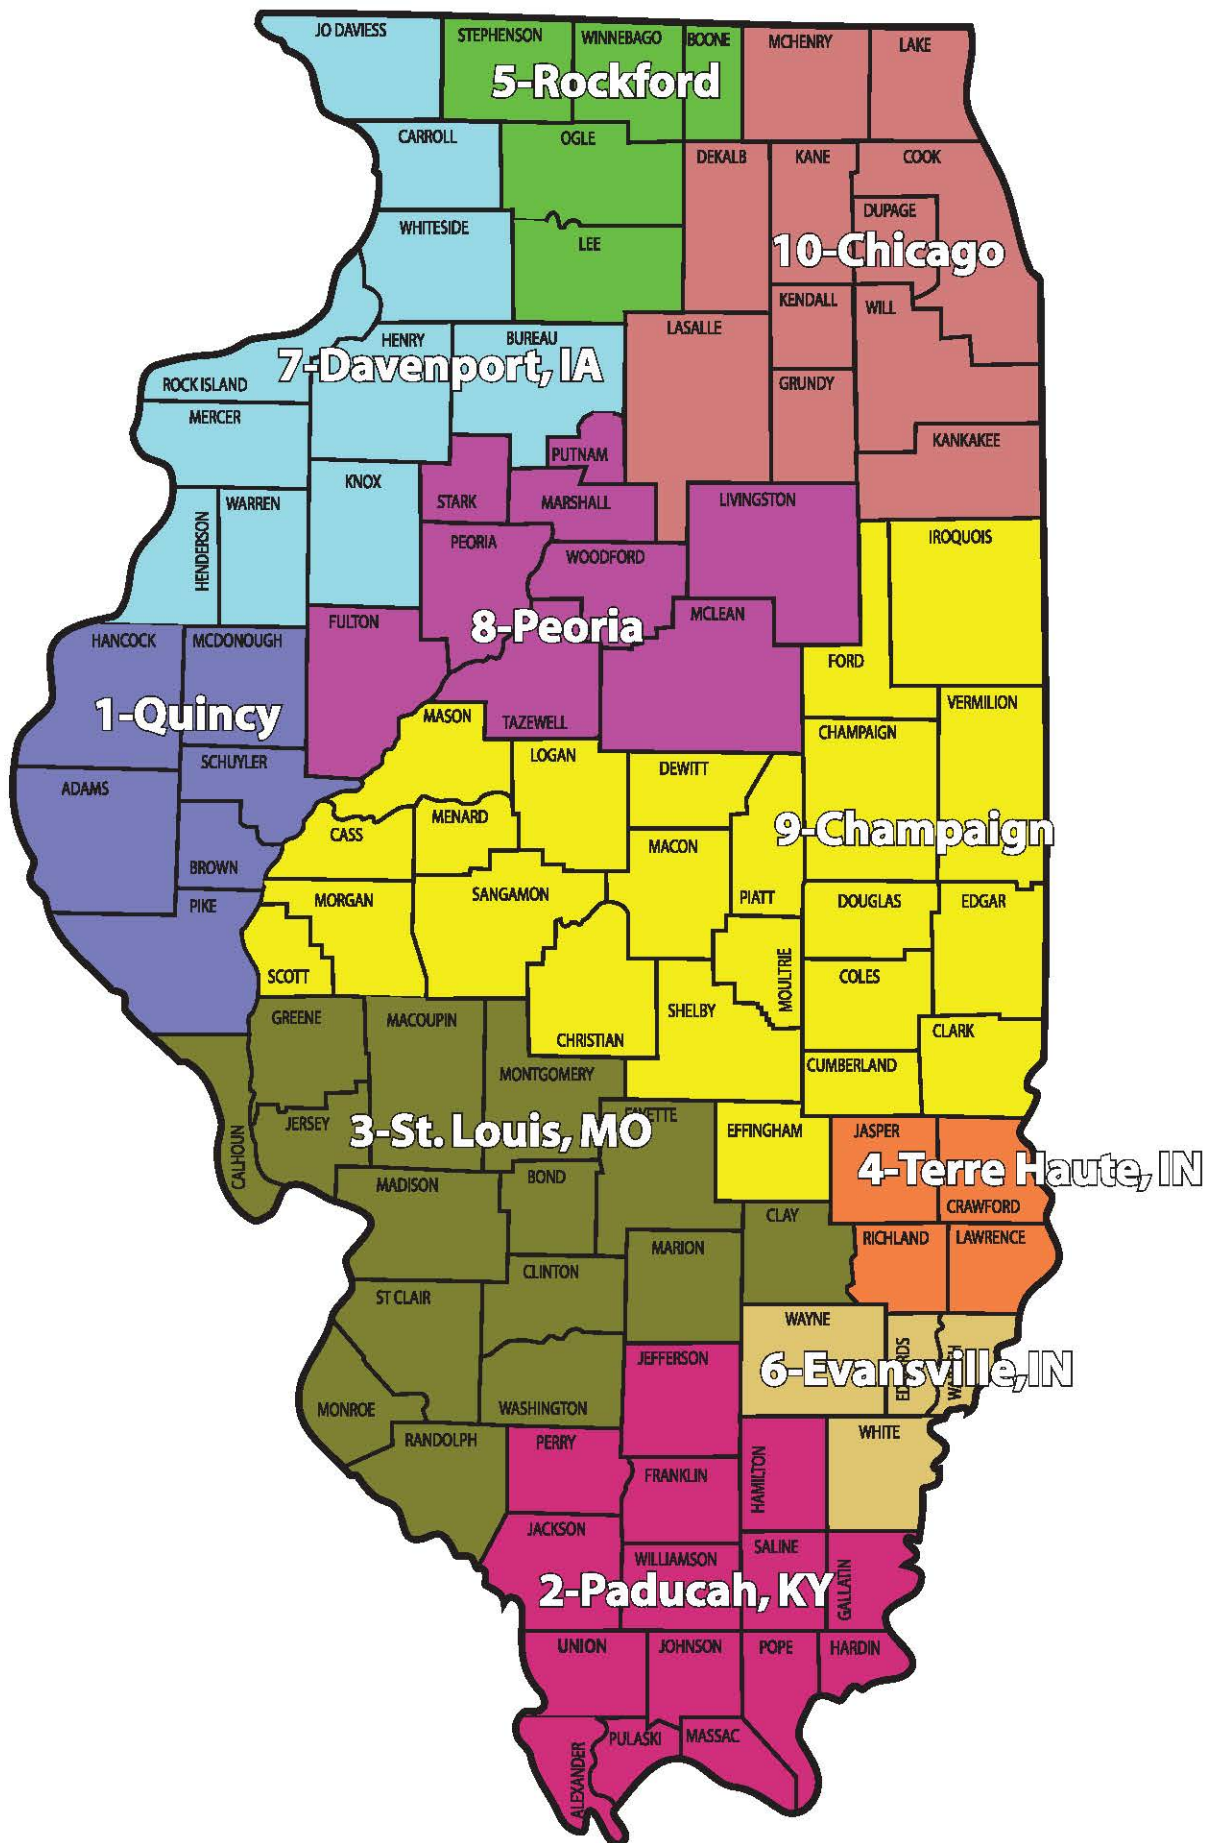 JO DAVIESS
STEPHENSON
WINNEBAGO
BOONE
MCHENRY
LAKE
5-Rockford
CARROLL
OGLE
DEKALB
KANE
COOK
DUPAGE
WHITESIDE
LEE
10-Chicago
KENDALL
WILL
LASALLE
HENRY
BUREAU
7-Davenport, IA
ROCK ISLAND
GRUNDY
MERCER
KANKAKEE
PUTNAM
KNOX
STARK
MARSHALL
LIVINGSTON
WARREN
HENDERSON
PEORIA
IROQUOIS
WOODFORD
MCLEAN
FULTON
8-Peoria
HANCOCK
MCDONOUGH
FORD
1-Quincy
MASON
TAZEWELL
VERMILION
CHAMPAIGN
LOGAN
DEWITT
SCHUYLER
ADAMS
MENARD
CASS
9-Champaign
MACON
BROWN
SANGAMON
PIATT
MORGAN
DOUGLAS
EDGAR
PIKE
SCOTT
MOULTRIE
COLES
SHELBY
GREENE
MACOUPIN
CHRISTIAN
CLARK
MONTGOMERY
CUMBERLAND
JERSEY
3-St. Louis, MO
FAYETTE
EFFINGHAM
JASPER
CALHOUN
4-Terre Haute, IN
MADISON
BOND
CRAWFORD
CLAY
MARION
RICHLAND
LAWRENCE
CLINTON
ST CLAIR
WAYNE
JEFFERSON
EDWARDS
WABASH
6-Evansville,IN
MONROE
WASHINGTON
RANDOLPH
PERRY
WHITE
FRANKLIN
HAMILTON
JACKSON
SALINE
WILLIAMSON
GALLATIN
2-Paducah, KY
UNION
JOHNSON
POPE
HARDIN
PULASKI
MASSAC
ALEXANDER